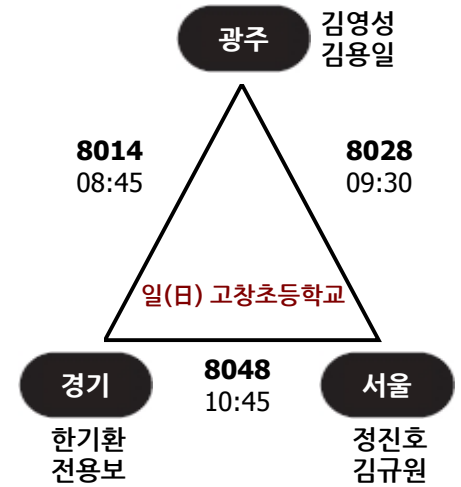 광주
김영성
김용일
8014
08:45
8028
09:30
일(日) 고창초등학교
경기
8048
10:45
서울
한기환
전용보
정진호
김규원